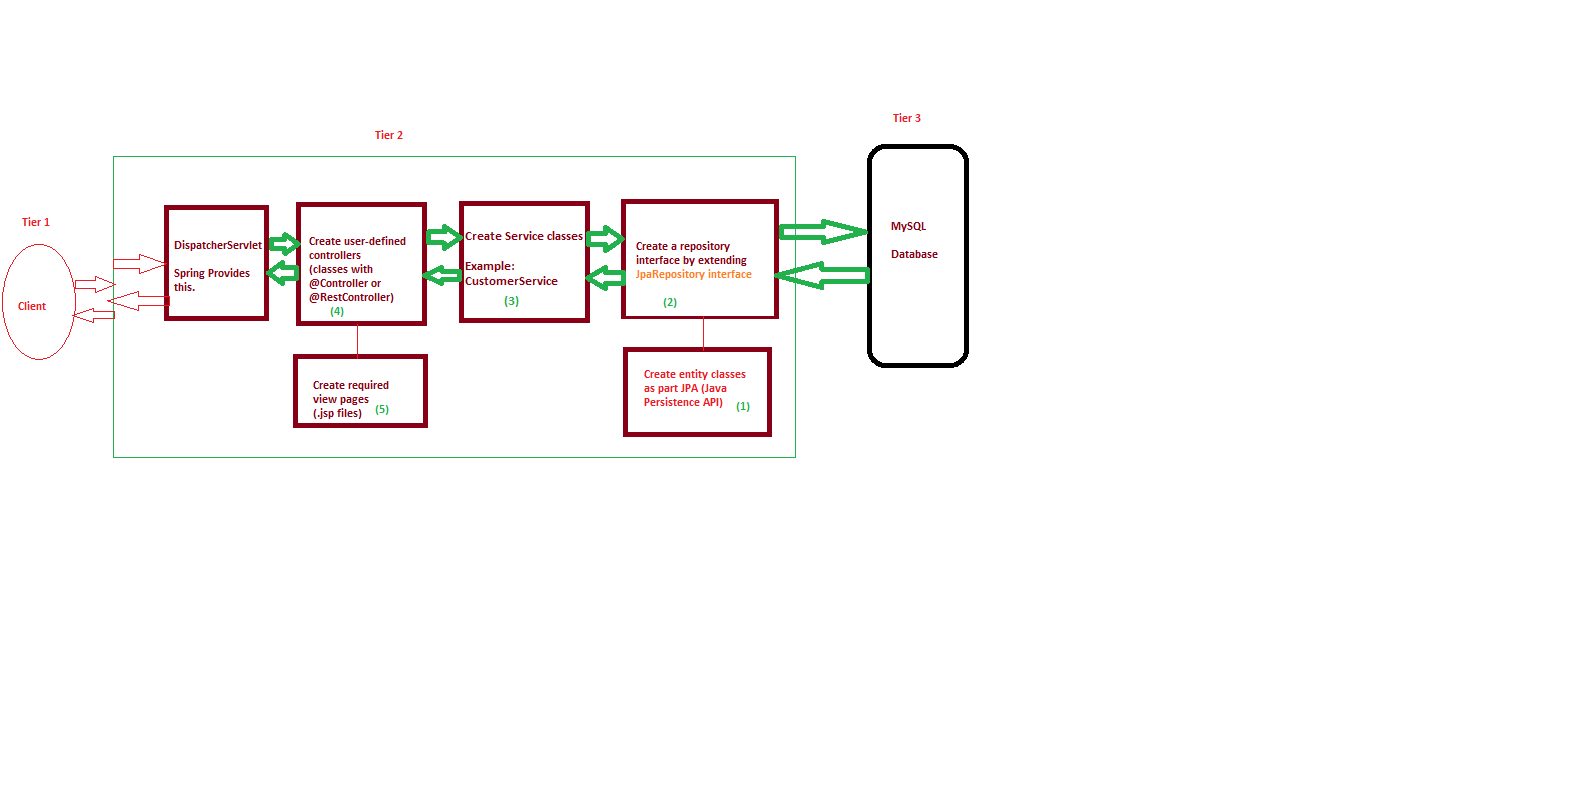 Tier 1
Client
Tier 2
DispatcherServlet
Spring Provides
this.
Create user-defined
controllers
(classes with
@Controller or
@RestController)
(4)
Create required
view pages
(.jsp files)
(5)
Create Service classes
Example:
CustomerService
(3)
Create a repository
interface by extending
JpaRepository interface
(2)
Create entity classes
as part JPA (Java
Persistence API)
(1)
Tier 3
MySQL
Database